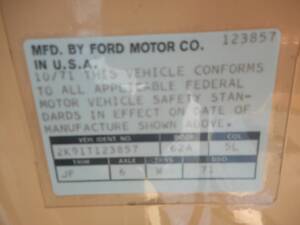 MFD. BY FORD MOTOR CO. 123857
IN U.S.A.
10/71 THIS VEHICLE CONFORMS
TO ALL APPLICABLE FEDERAL
MOTOR VEHICLE SAFETY STAN-
DARDS IN EFFECT ON DATE OF
MANUFACTURE SHOWN ABOVE.
VEH. IDENT NO. BODY COL
2K91T123857 62A 5L
TRIM AXLE TRNS DSO
JF 6 W 71